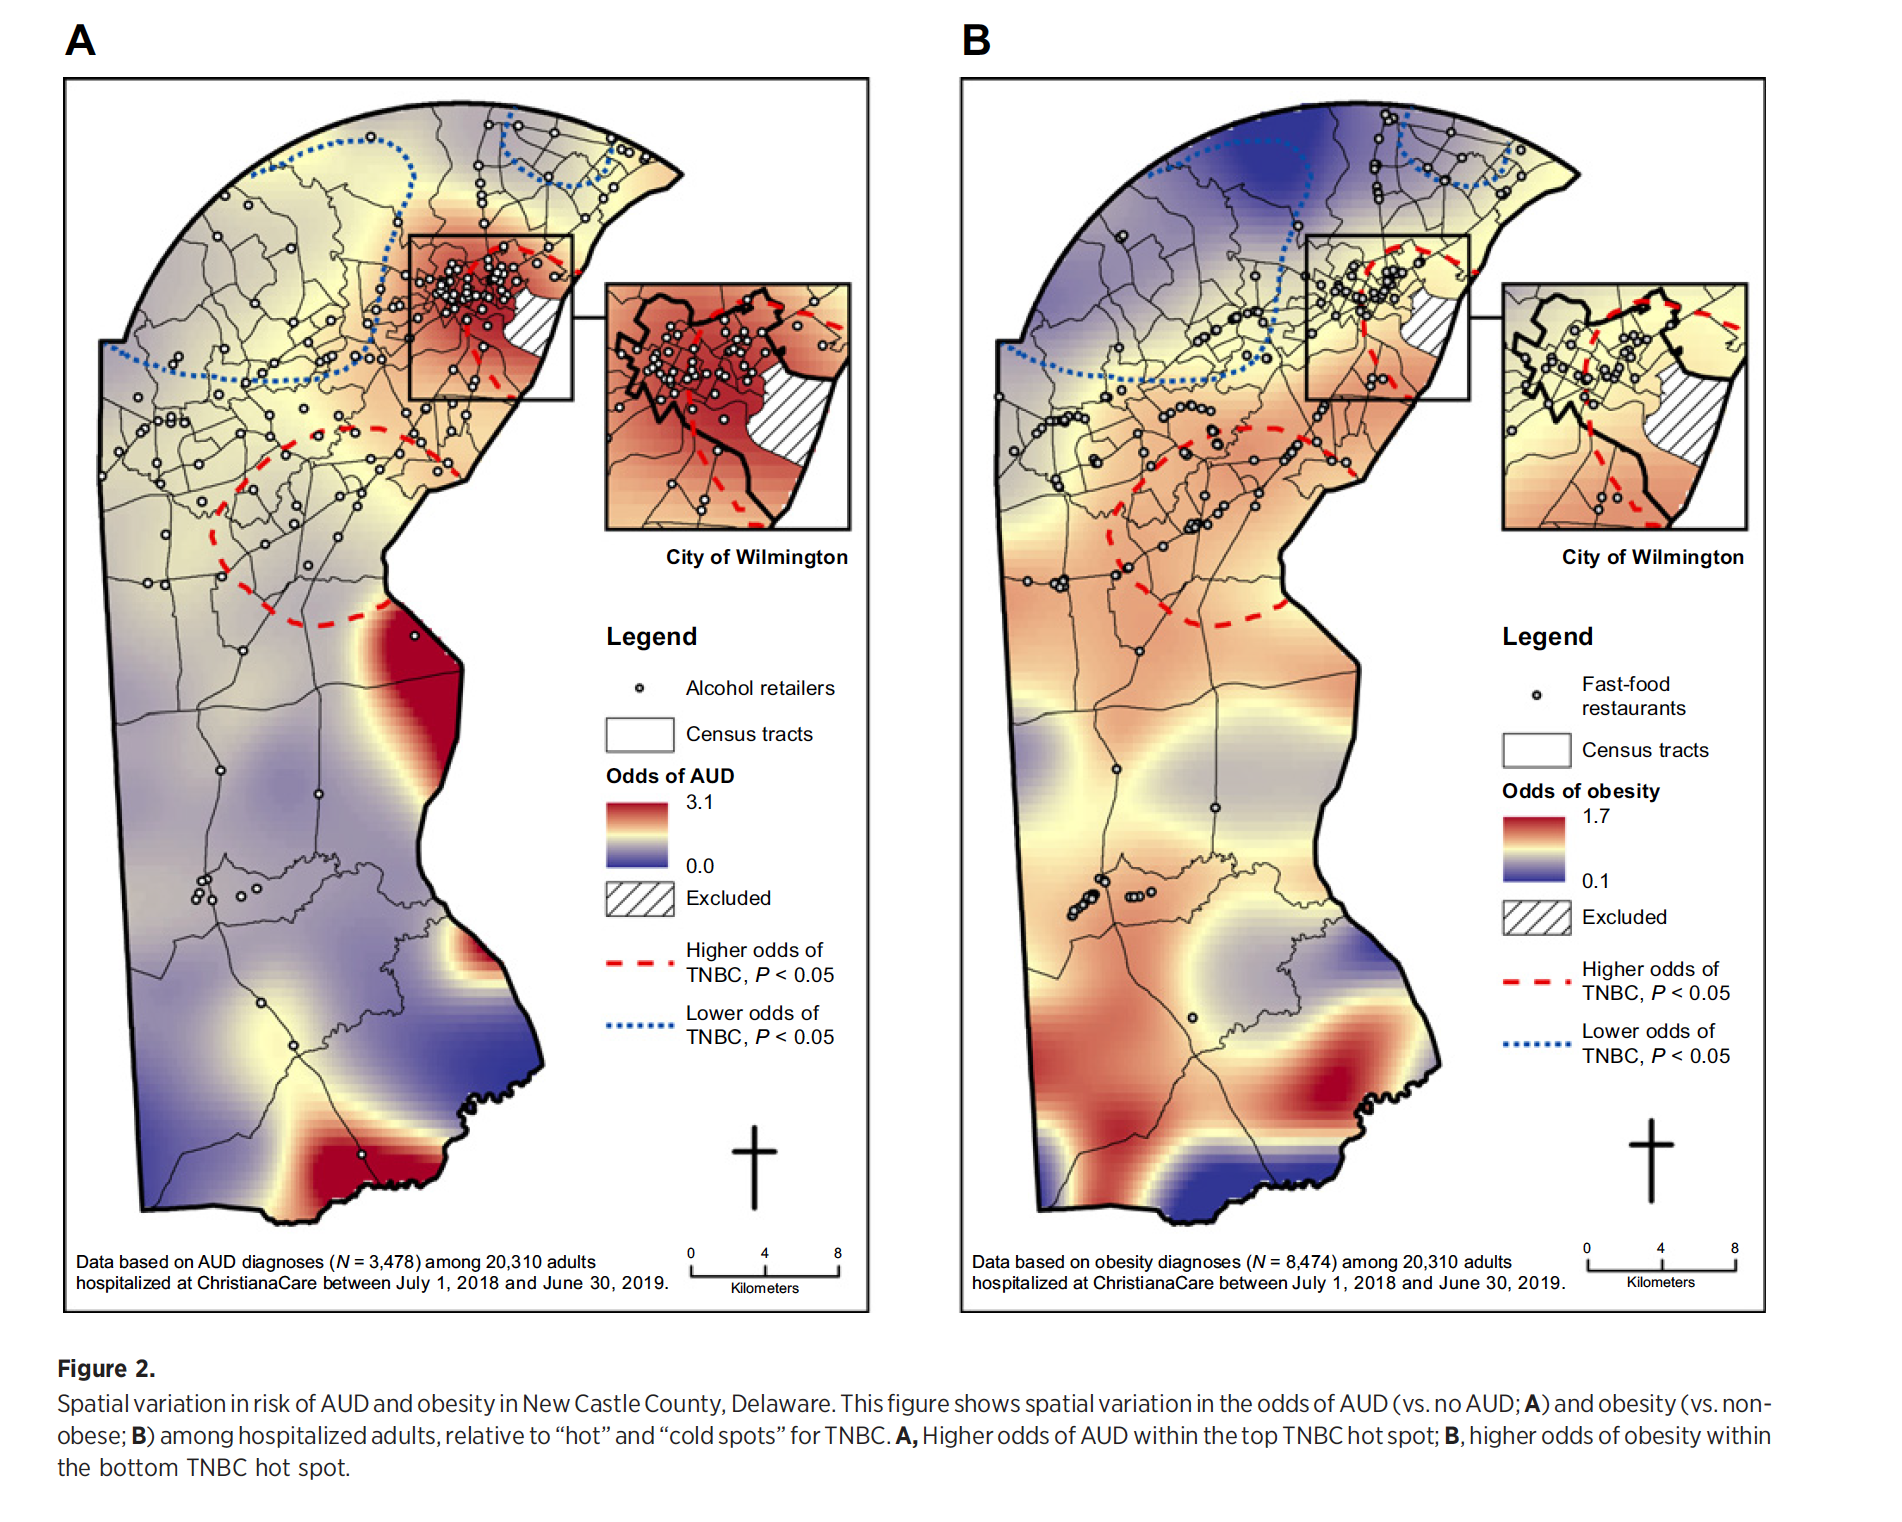 A
City of Wilmington
Legend
Alcohol retailers
Census tracts
Odds of AUD
3.1
0.0
Excluded
Higher odds of
TNBC, P < 0.05
Lower odds of
TNBC, P < 0.05
0 4 8
Kilometers
Data based on AUD diagnoses (N = 3,478) among 20,310 adults
hospitalized at ChristianaCare between July 1, 2018 and June 30, 2019.
B
City of Wilmington
Legend
Fast-food
restaurants
Census tracts
Odds of obesity
1.7
0.1
Excluded
Higher odds of
TNBC, P < 0.05
Lower odds of
TNBC, P < 0.05
0 4 8
Kilometers
Data based on obesity diagnoses (N = 8,474) among 20,310 adults
hospitalized at ChristianaCare between July 1, 2018 and June 30, 2019.
Figure 2.
Spatial variation in risk of AUD and obesity in New Castle County, Delaware. This figure shows spatial variation in the odds of AUD (vs. no AUD; A) and obesity (vs. non-
obese; B) among hospitalized adults, relative to “hot” and “cold spots” for TNBC. A, Higher odds of AUD within the top TNBC hot spot; B, higher odds of obesity within
the bottom TNBC hot spot.